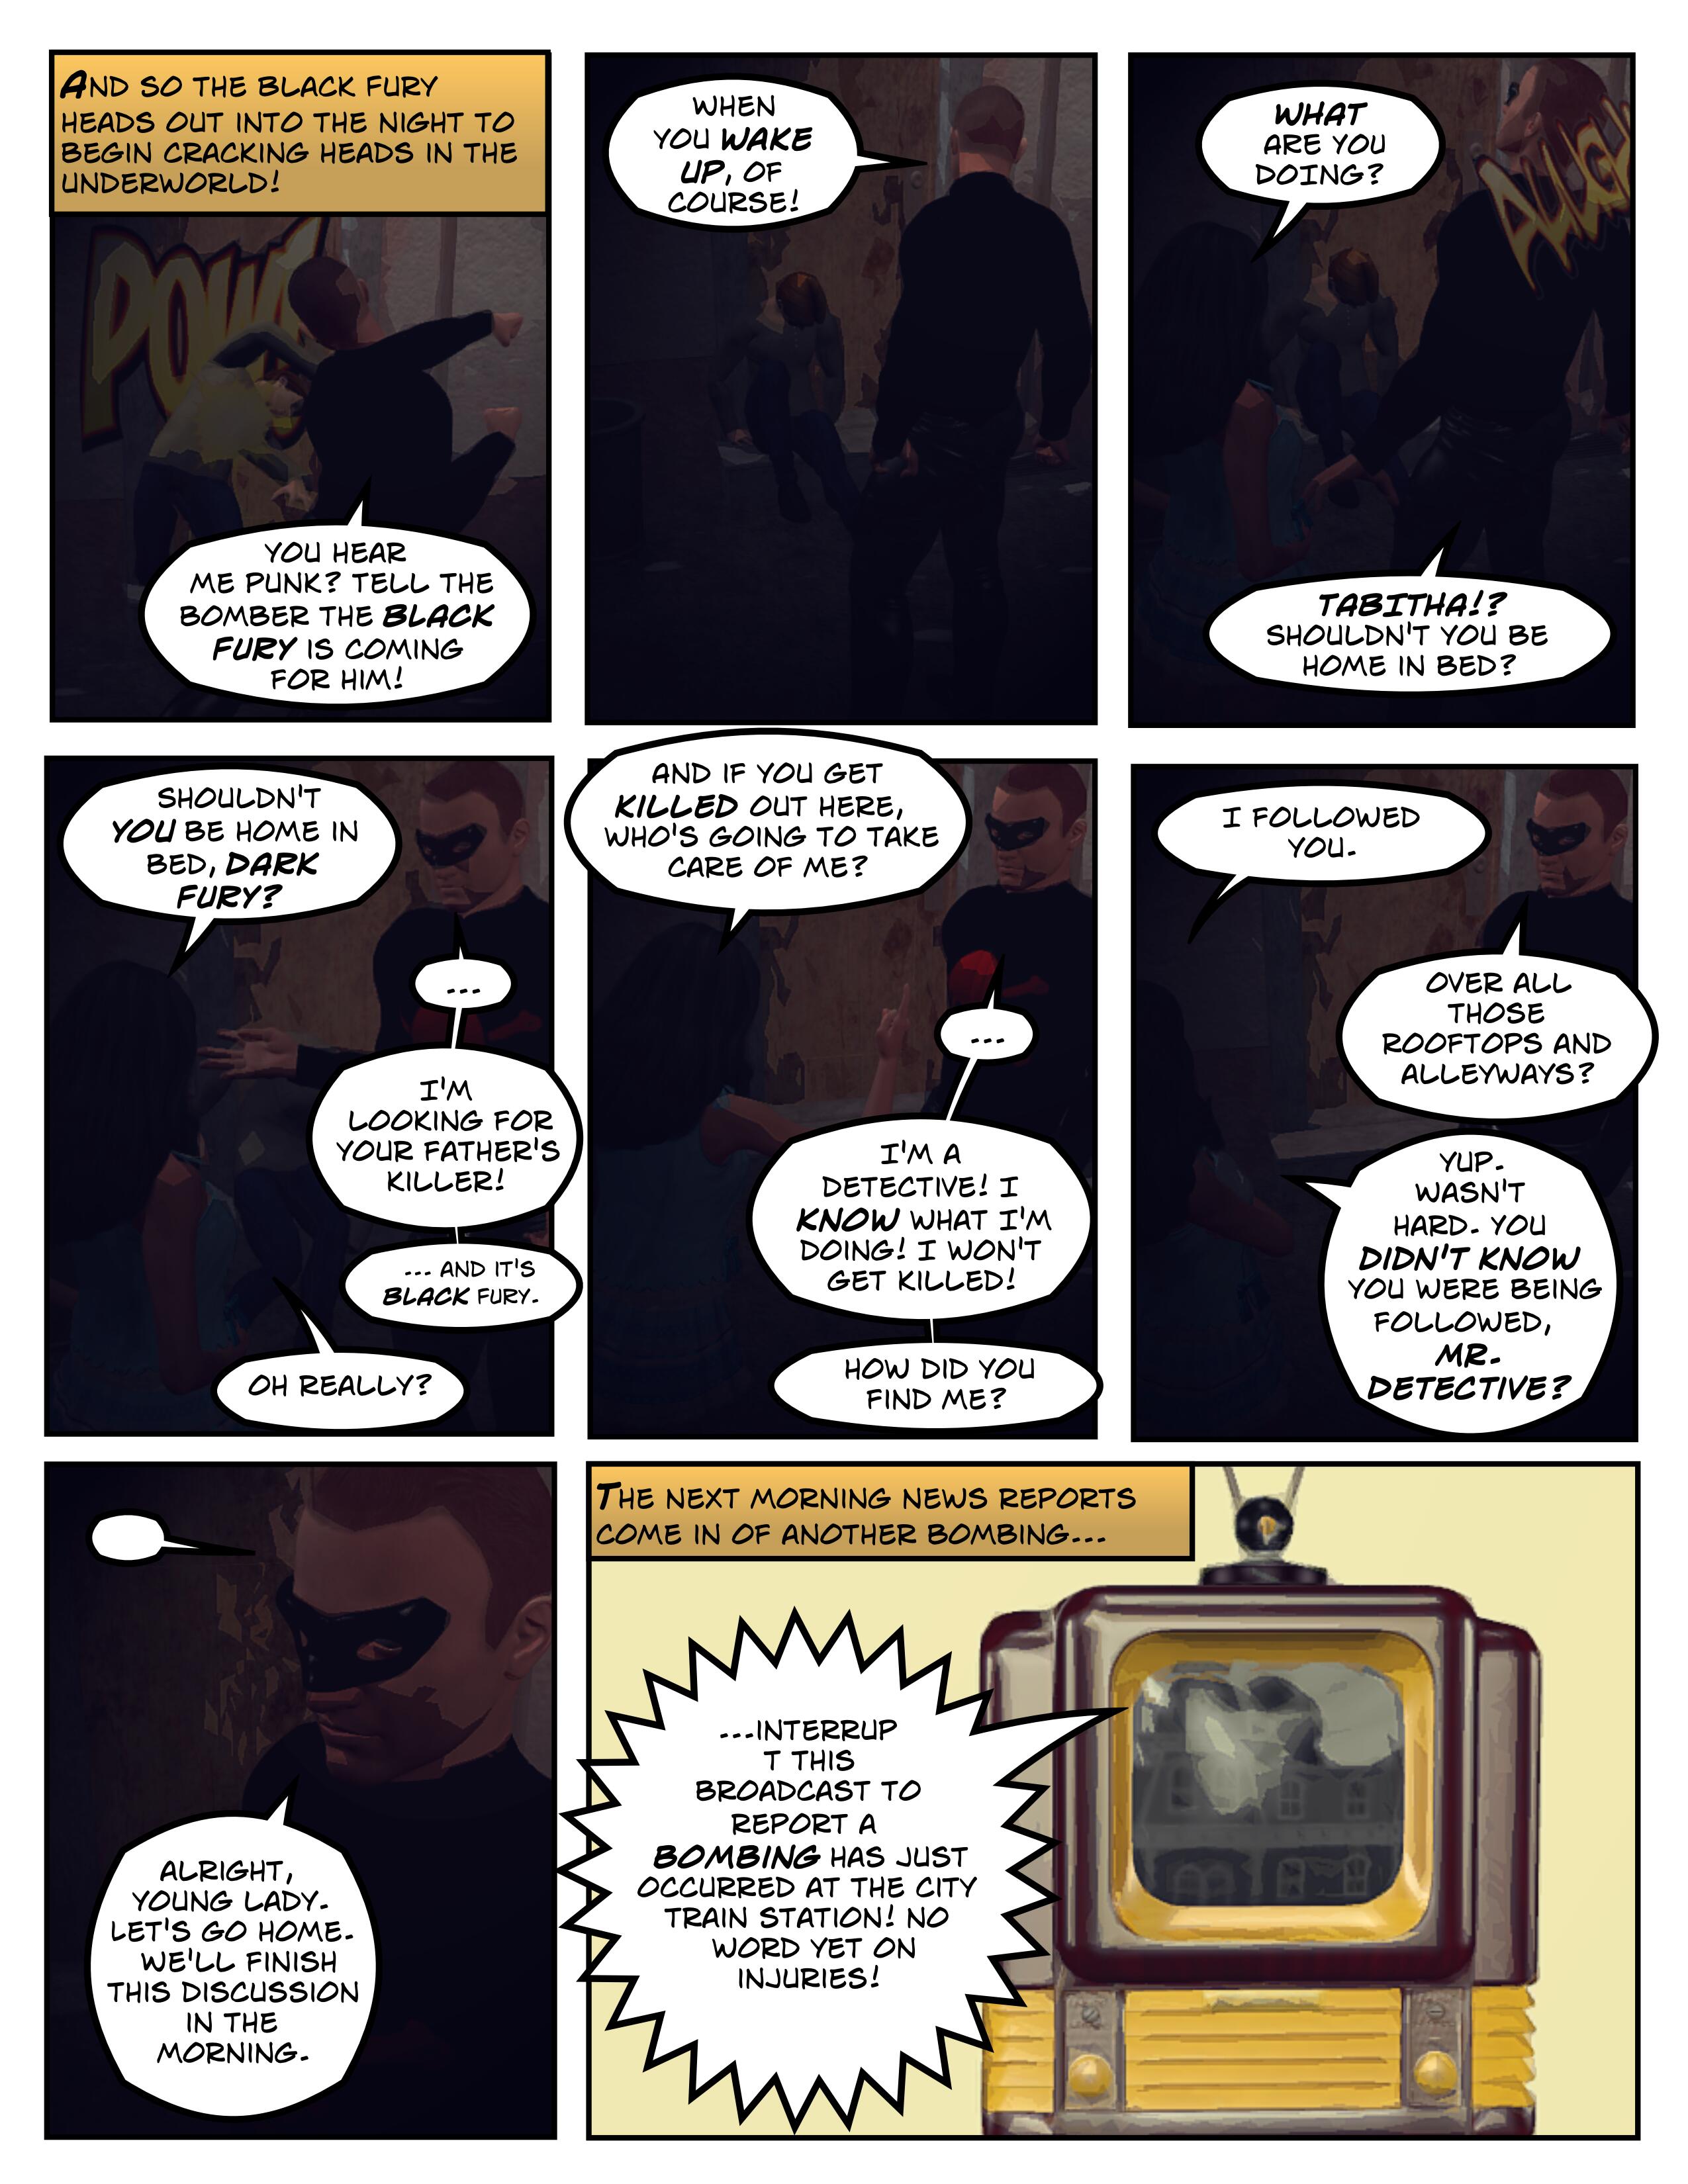 AND SO THE BLACK FURY
HEADS OUT INTO THE NIGHT TO
BEGIN CRACKING HEADS IN THE
UNDERWORLD!
POW!
YOU HEAR
ME PUNK? TELL THE
BOMBER THE BLACK
FURY IS COMING
FOR HIM!
WHEN
YOU WAKE
UP, OF
COURSE!
WHAT
ARE YOU
DOING?
AUGH
TABITHA!?
SHOULDN'T YOU BE
HOME IN BED?
SHOULDN'T
YOU BE HOME IN
BED, DARK
FURY?
...
I'M
LOOKING FOR
YOUR FATHER'S
KILLER!
... AND IT'S
BLACK FURY.
OH REALLY?
AND IF YOU GET
KILLED OUT HERE,
WHO'S GOING TO TAKE
CARE OF ME?
...
I'M A
DETECTIVE! I
KNOW WHAT I'M
DOING! I WON'T
GET KILLED!
HOW DID YOU
FIND ME?
I FOLLOWED
YOU.
OVER ALL
THOSE
ROOFTOPS AND
ALLEYWAYS?
YUP.
WASN'T
HARD. YOU
DIDN'T KNOW
YOU WERE BEING
FOLLOWED,
MR.
DETECTIVE?
ALRIGHT,
YOUNG LADY.
LET'S GO HOME.
WE'LL FINISH
THIS DISCUSSION
IN THE
MORNING.
THE NEXT MORNING NEWS REPORTS
COME IN OF ANOTHER BOMBING...
...INTERRUP
T THIS
BROADCAST TO
REPORT A
BOMBING HAS JUST
OCCURRED AT THE CITY
TRAIN STATION! NO
WORD YET ON
INJURIES!